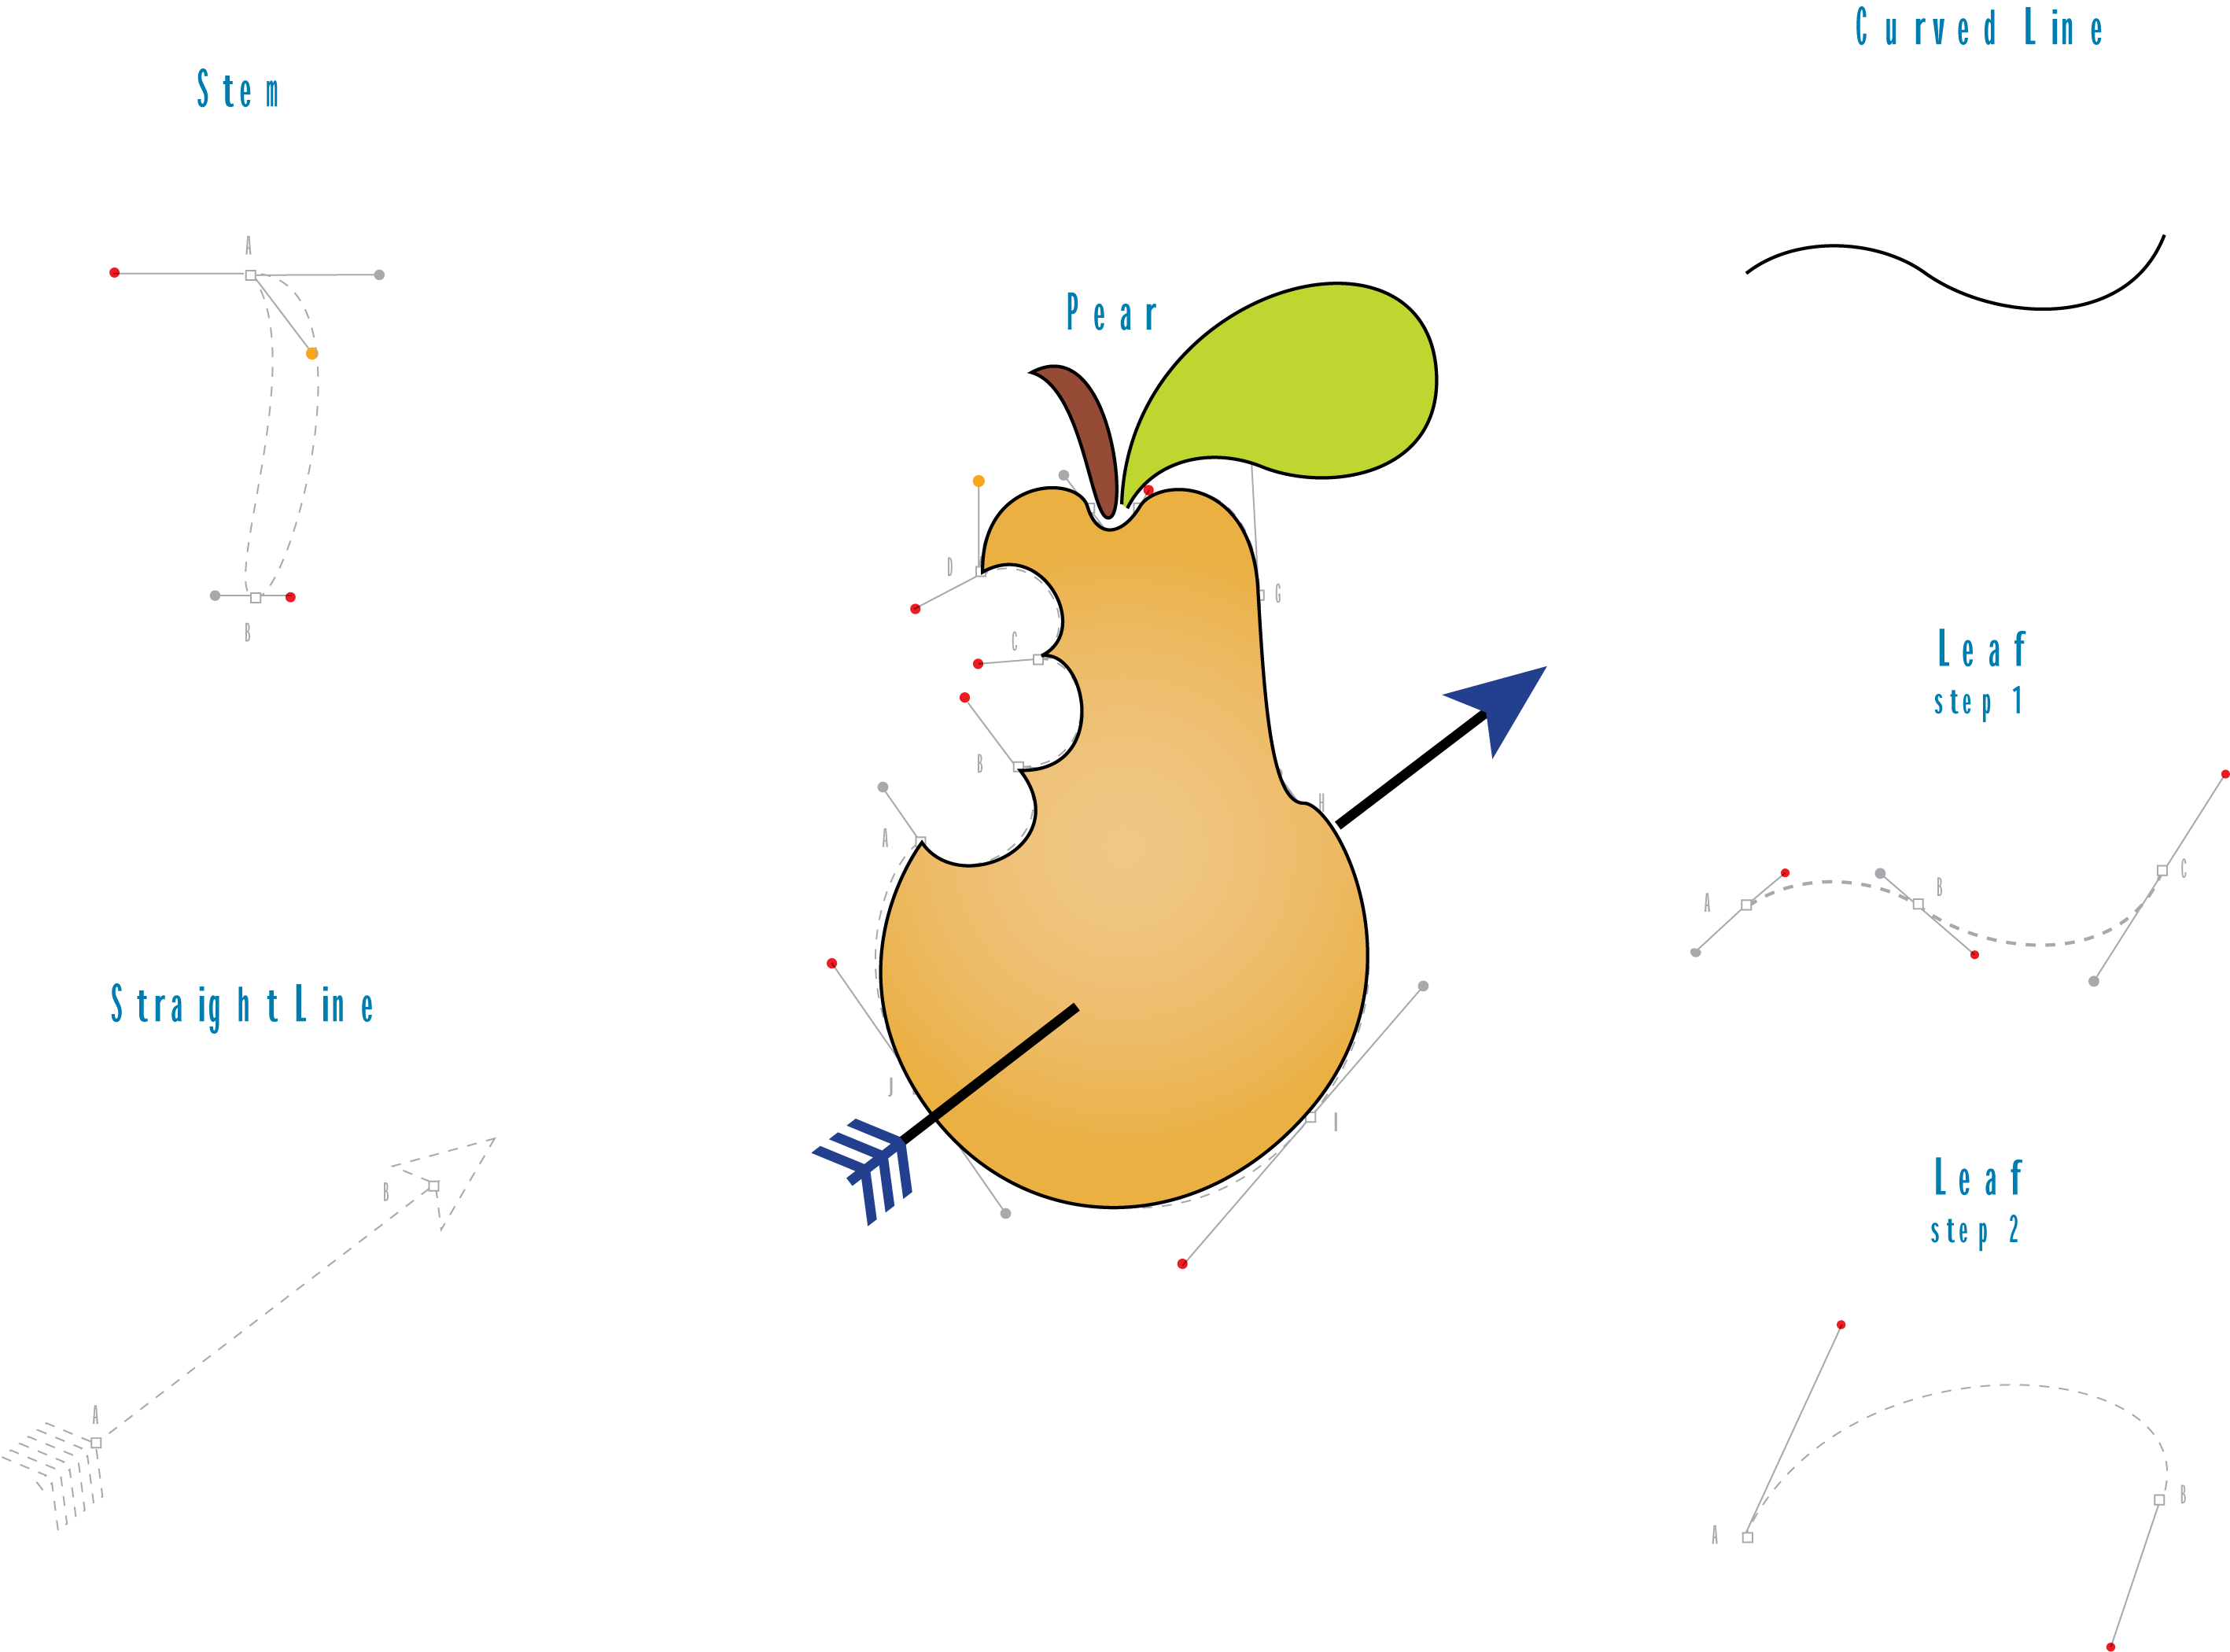 Curved Line
Stem
A
Pear
D
G
C
B
Leaf
step 1
B
H
A
C
B
A
Straight Line
J
I
B
Leaf
step 2
A
B
A